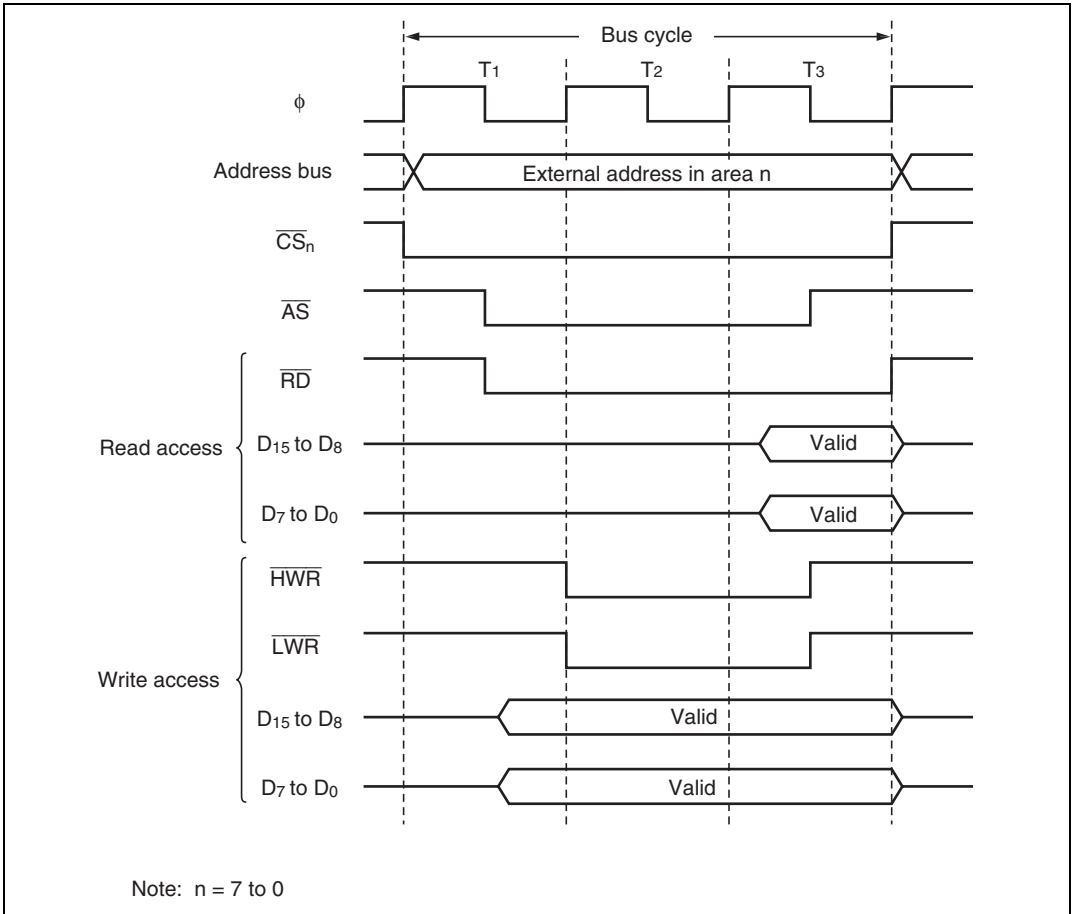 Bus cycle
T1 T2 T3
ϕ
Address bus External address in area n
CSn
AS
RD
Read access
D15 to D8 Valid
D7 to D0 Valid
HWR
LWR
Write access
D15 to D8 Valid
D7 to D0 Valid
Note: n = 7 to 0